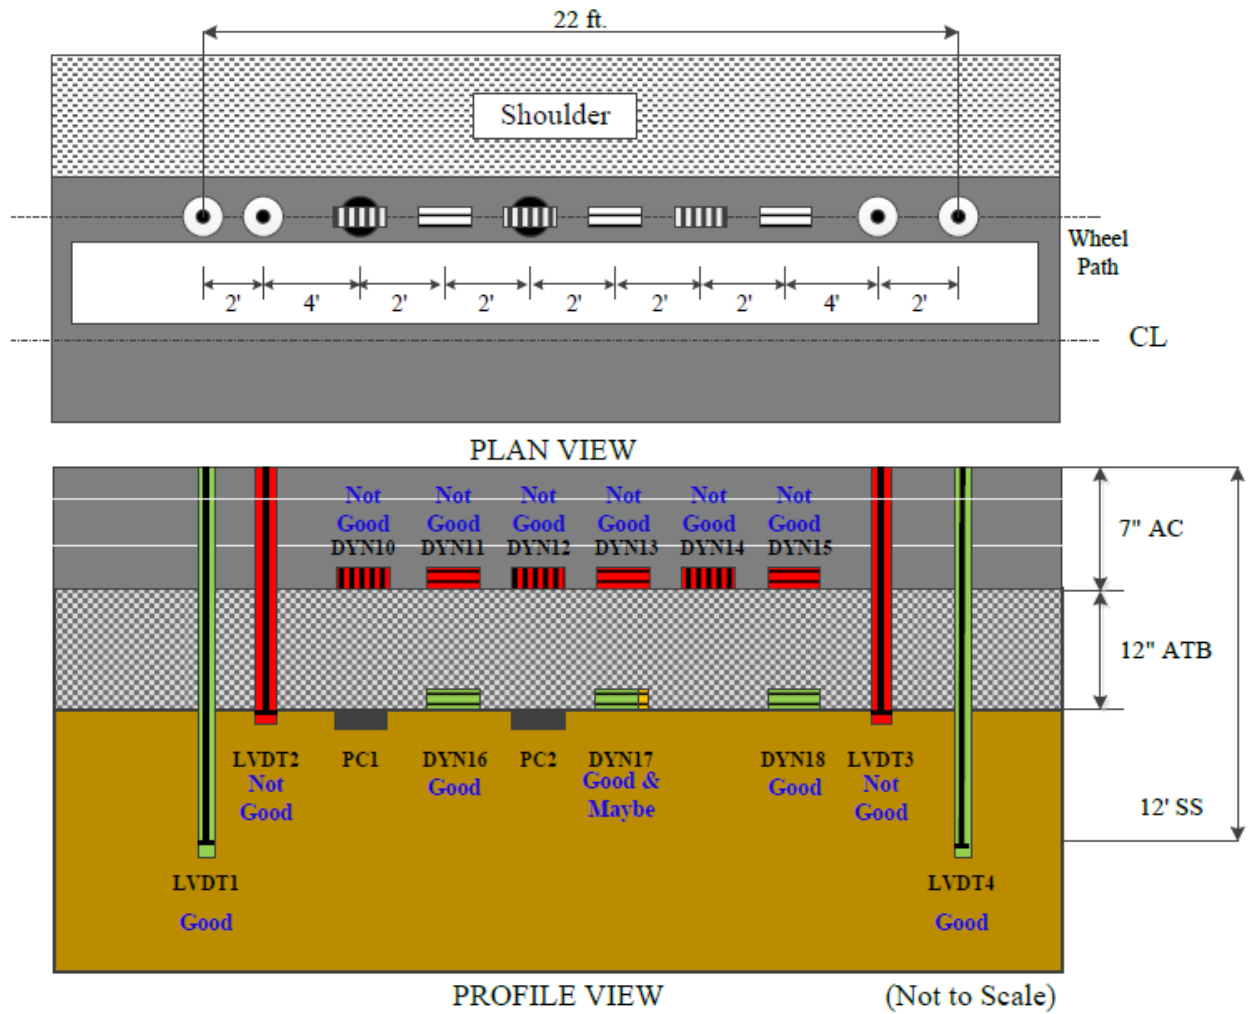 22 ft.
Shoulder
Wheel
Path
2' 4' 2' 2' 2' 2' 2' 4' 2'
CL
PLAN VIEW
Not Not Not Not Not Not
Good Good Good Good Good Good
DYN10 DYN11 DYN12 DYN13 DYN14 DYN15
7" AC
12" ATB
LVDT2 PC1 DYN16 PC2 DYN17 DYN18 LVDT3
Not Good Good & Good Not
Good Maybe Good
12' SS
LVDT1 LVDT4
Good Good
PROFILE VIEW (Not to Scale)